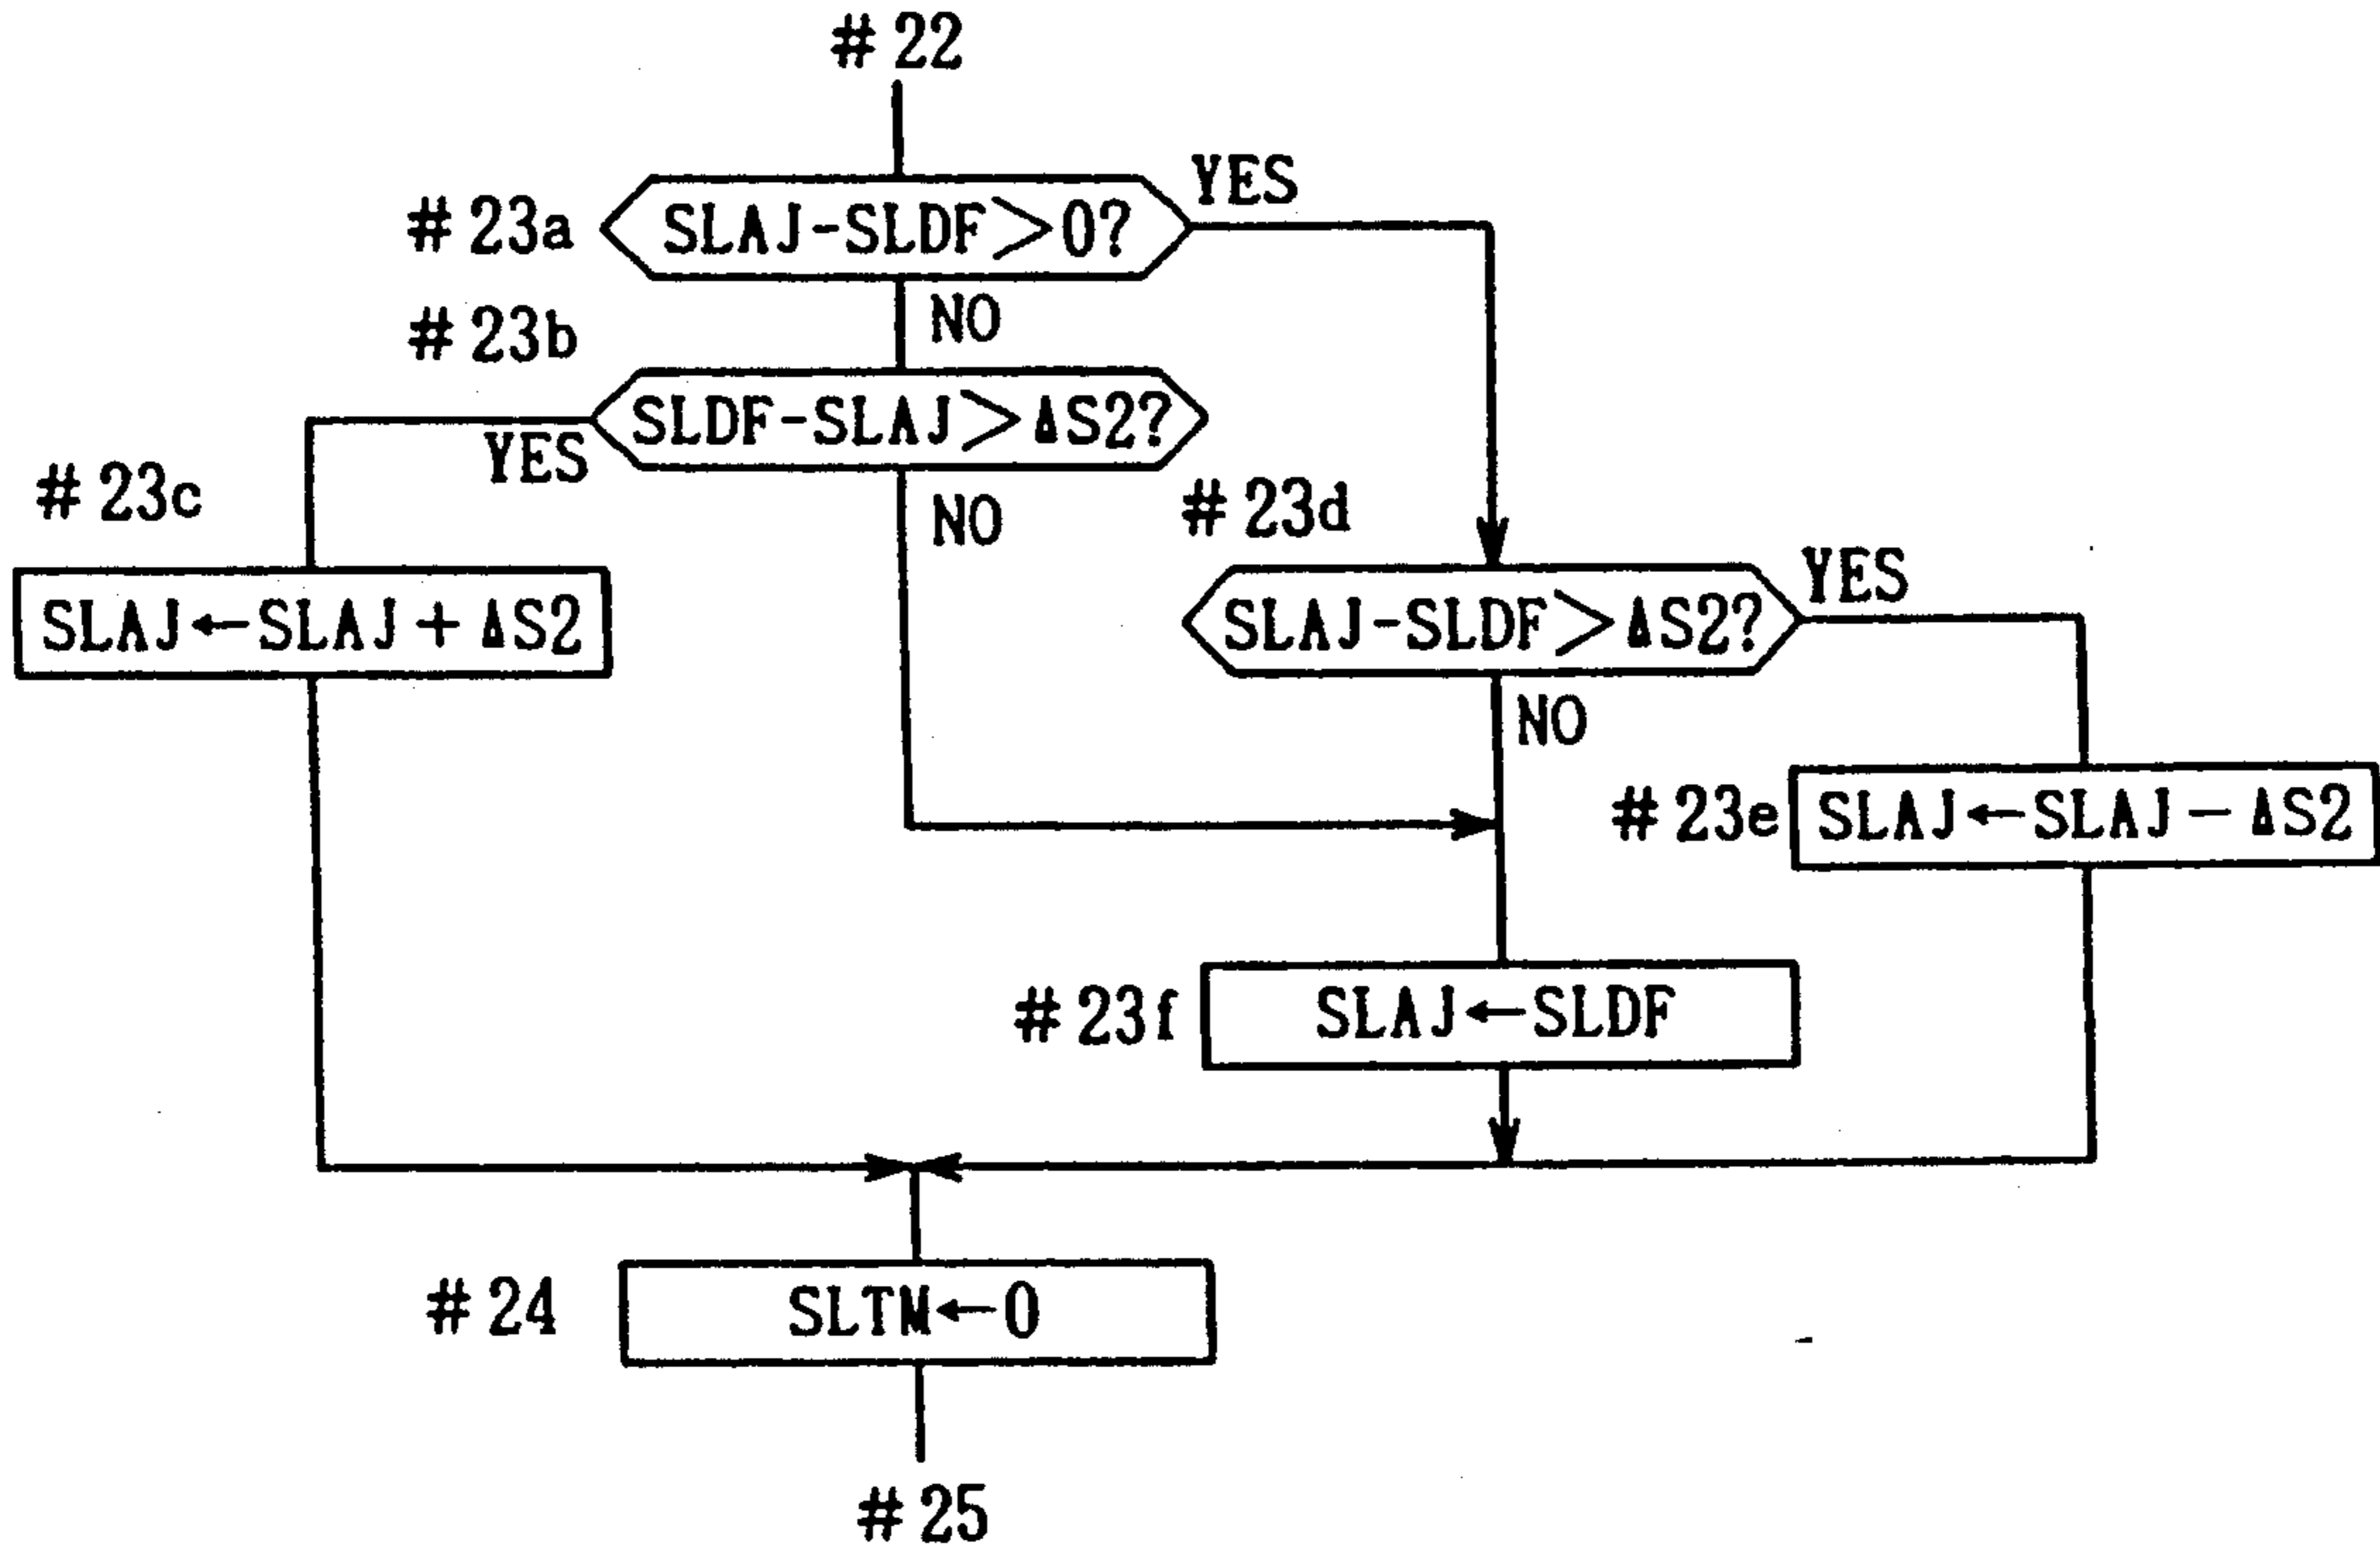 #22
YES
#23a
SLAJ-SLDF>0?
NO
#23b
SLDF-SLAJ>ΔS2?
YES
#23c
NO
#23d
YES
SLAJ←SLAJ+ΔS2
SLAJ-SLDF>ΔS2?
NO
#23e
SLAJ←SLAJ-ΔS2
#23f
SLAJ←SLDF
#24
SLTM←0
#25